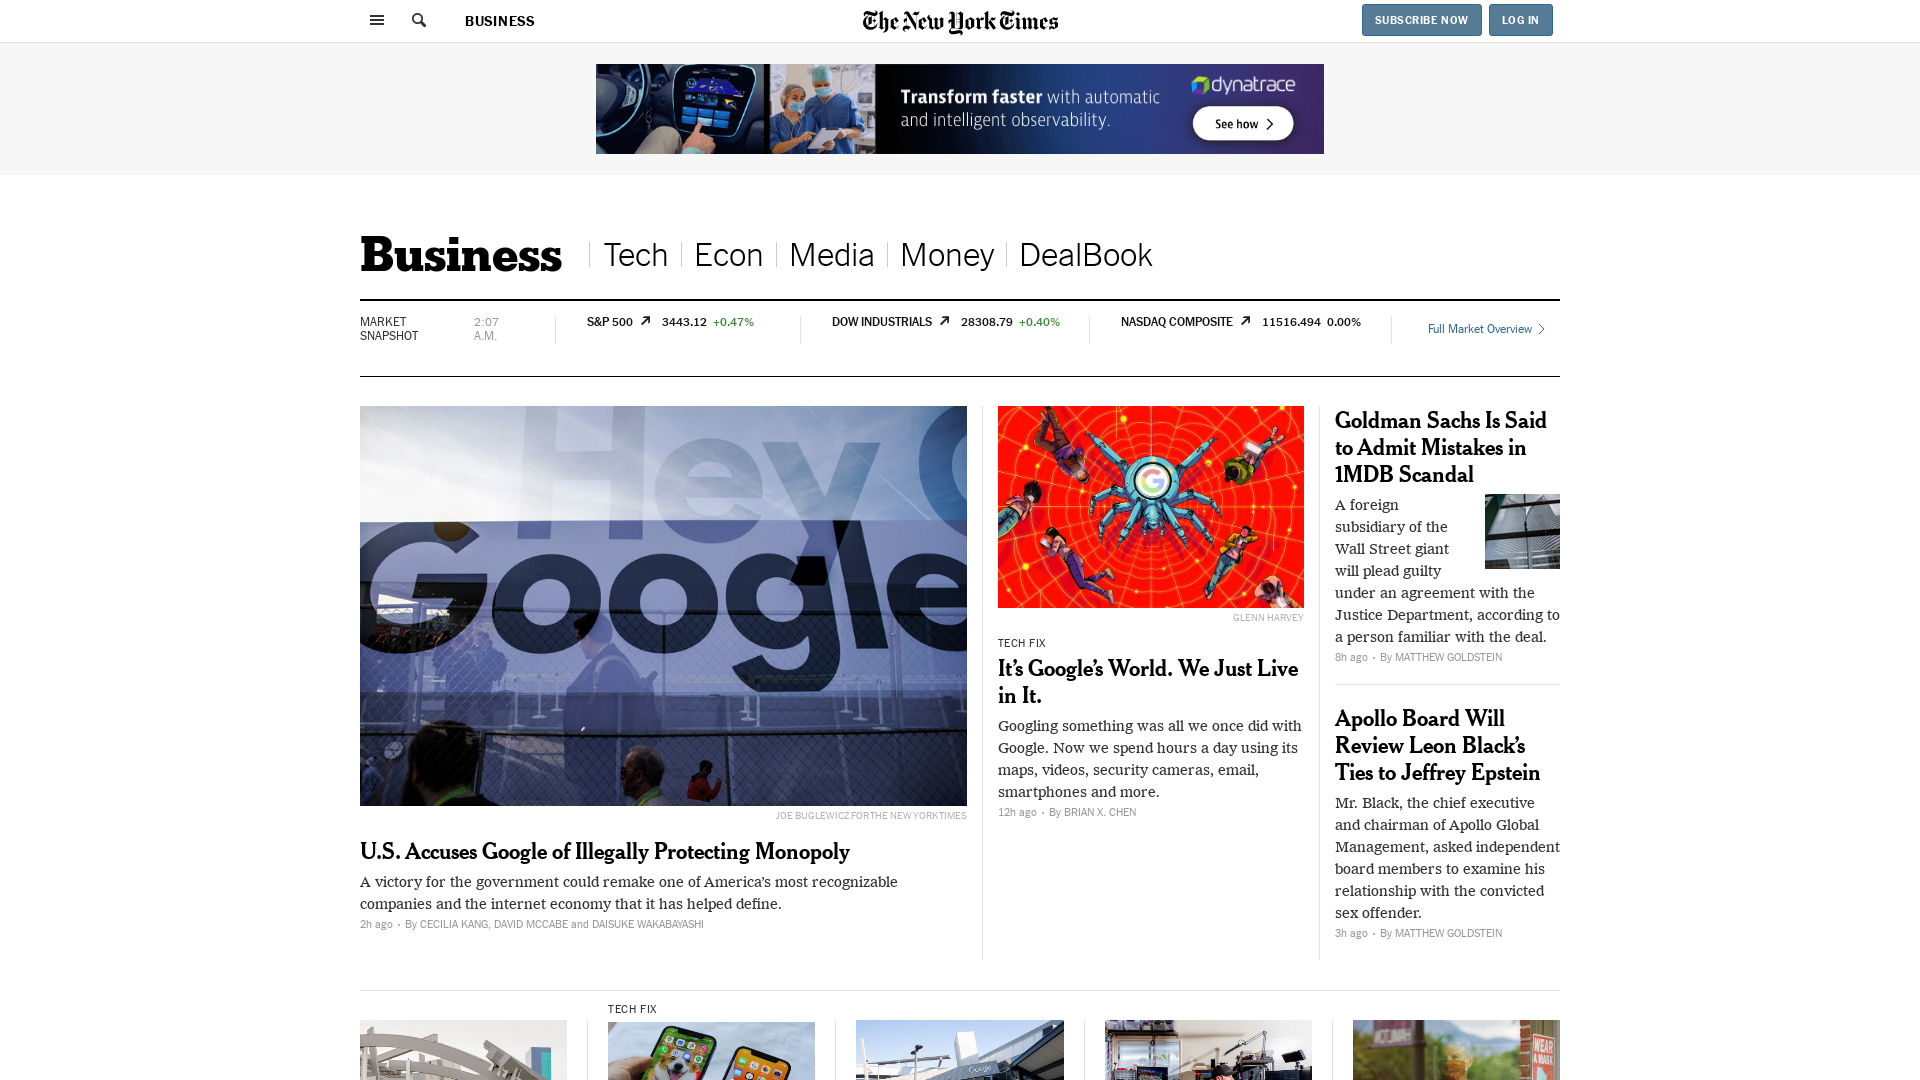 BUSINESS
The New York Times
SUBSCRIBE NOW
LOG IN
Transform faster with automatic
and intelligent observability.
dynatrace
See how
Business
Tech
Econ
Media
Money
DealBook
MARKET
SNAPSHOT
2:07
A.M.
S&P 500 3443.12 +0.47%
DOW INDUSTRIALS 28308.79 +0.40%
NASDAQ COMPOSITE 11516.494 0.00%
Full Market Overview
Hey G
Google
JOE BUGLEWICZ FOR THE NEW YORK TIMES
U.S. Accuses Google of Illegally Protecting Monopoly
A victory for the government could remake one of America’s most recognizable
companies and the internet economy that it has helped define.
2h ago · By CECILIA KANG, DAVID MCCABE and DAISUKE WAKABAYASHI
G
GLENN HARVEY
TECH FIX
It’s Google’s World. We Just Live
in It.
Googling something was all we once did with
Google. Now we spend hours a day using its
maps, videos, security cameras, email,
smartphones and more.
12h ago · By BRIAN X. CHEN
Goldman Sachs Is Said
to Admit Mistakes in
1MDB Scandal
A foreign
subsidiary of the
Wall Street giant
will plead guilty
under an agreement with the
Justice Department, according to
a person familiar with the deal.
8h ago · By MATTHEW GOLDSTEIN
Apollo Board Will
Review Leon Black’s
Ties to Jeffrey Epstein
Mr. Black, the chief executive
and chairman of Apollo Global
Management, asked independent
board members to examine his
relationship with the convicted
sex offender.
3h ago · By MATTHEW GOLDSTEIN
TECH FIX
Google
WEAR
A MASK